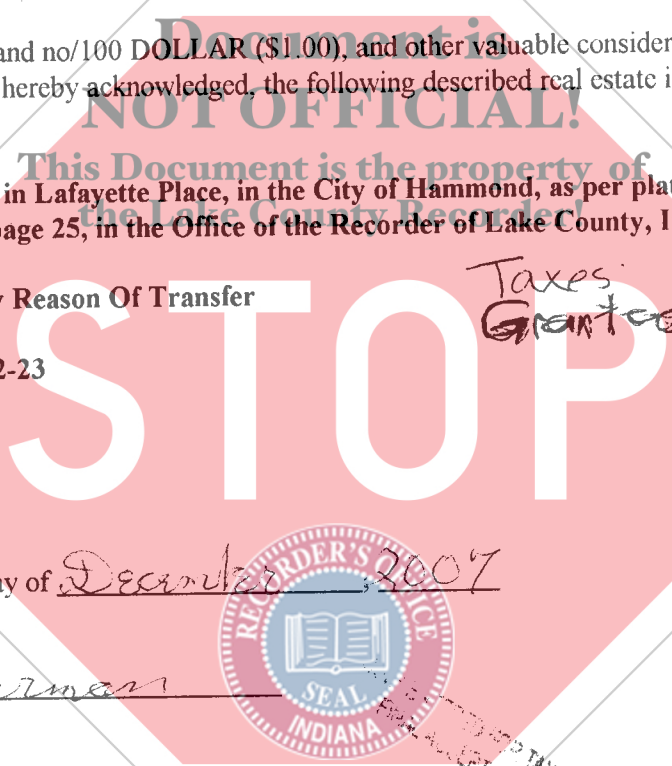 Document is
and no/100 DOLLAR ($1.00), and other valuable consider
hereby acknowledged, the following described real estate i
NOT OFFICIAL!
This Document is the property of
in Lafayette Place, in the City of Hammond, as per plat
the Lake County Recorder!
page 25, in the Office of the Recorder of Lake County, I
Reason Of Transfer
Taxes
Grantee
2-23
STOP
ay of December, 2007
RECORDER'S OFFICE
SEAL
INDIANA
erman